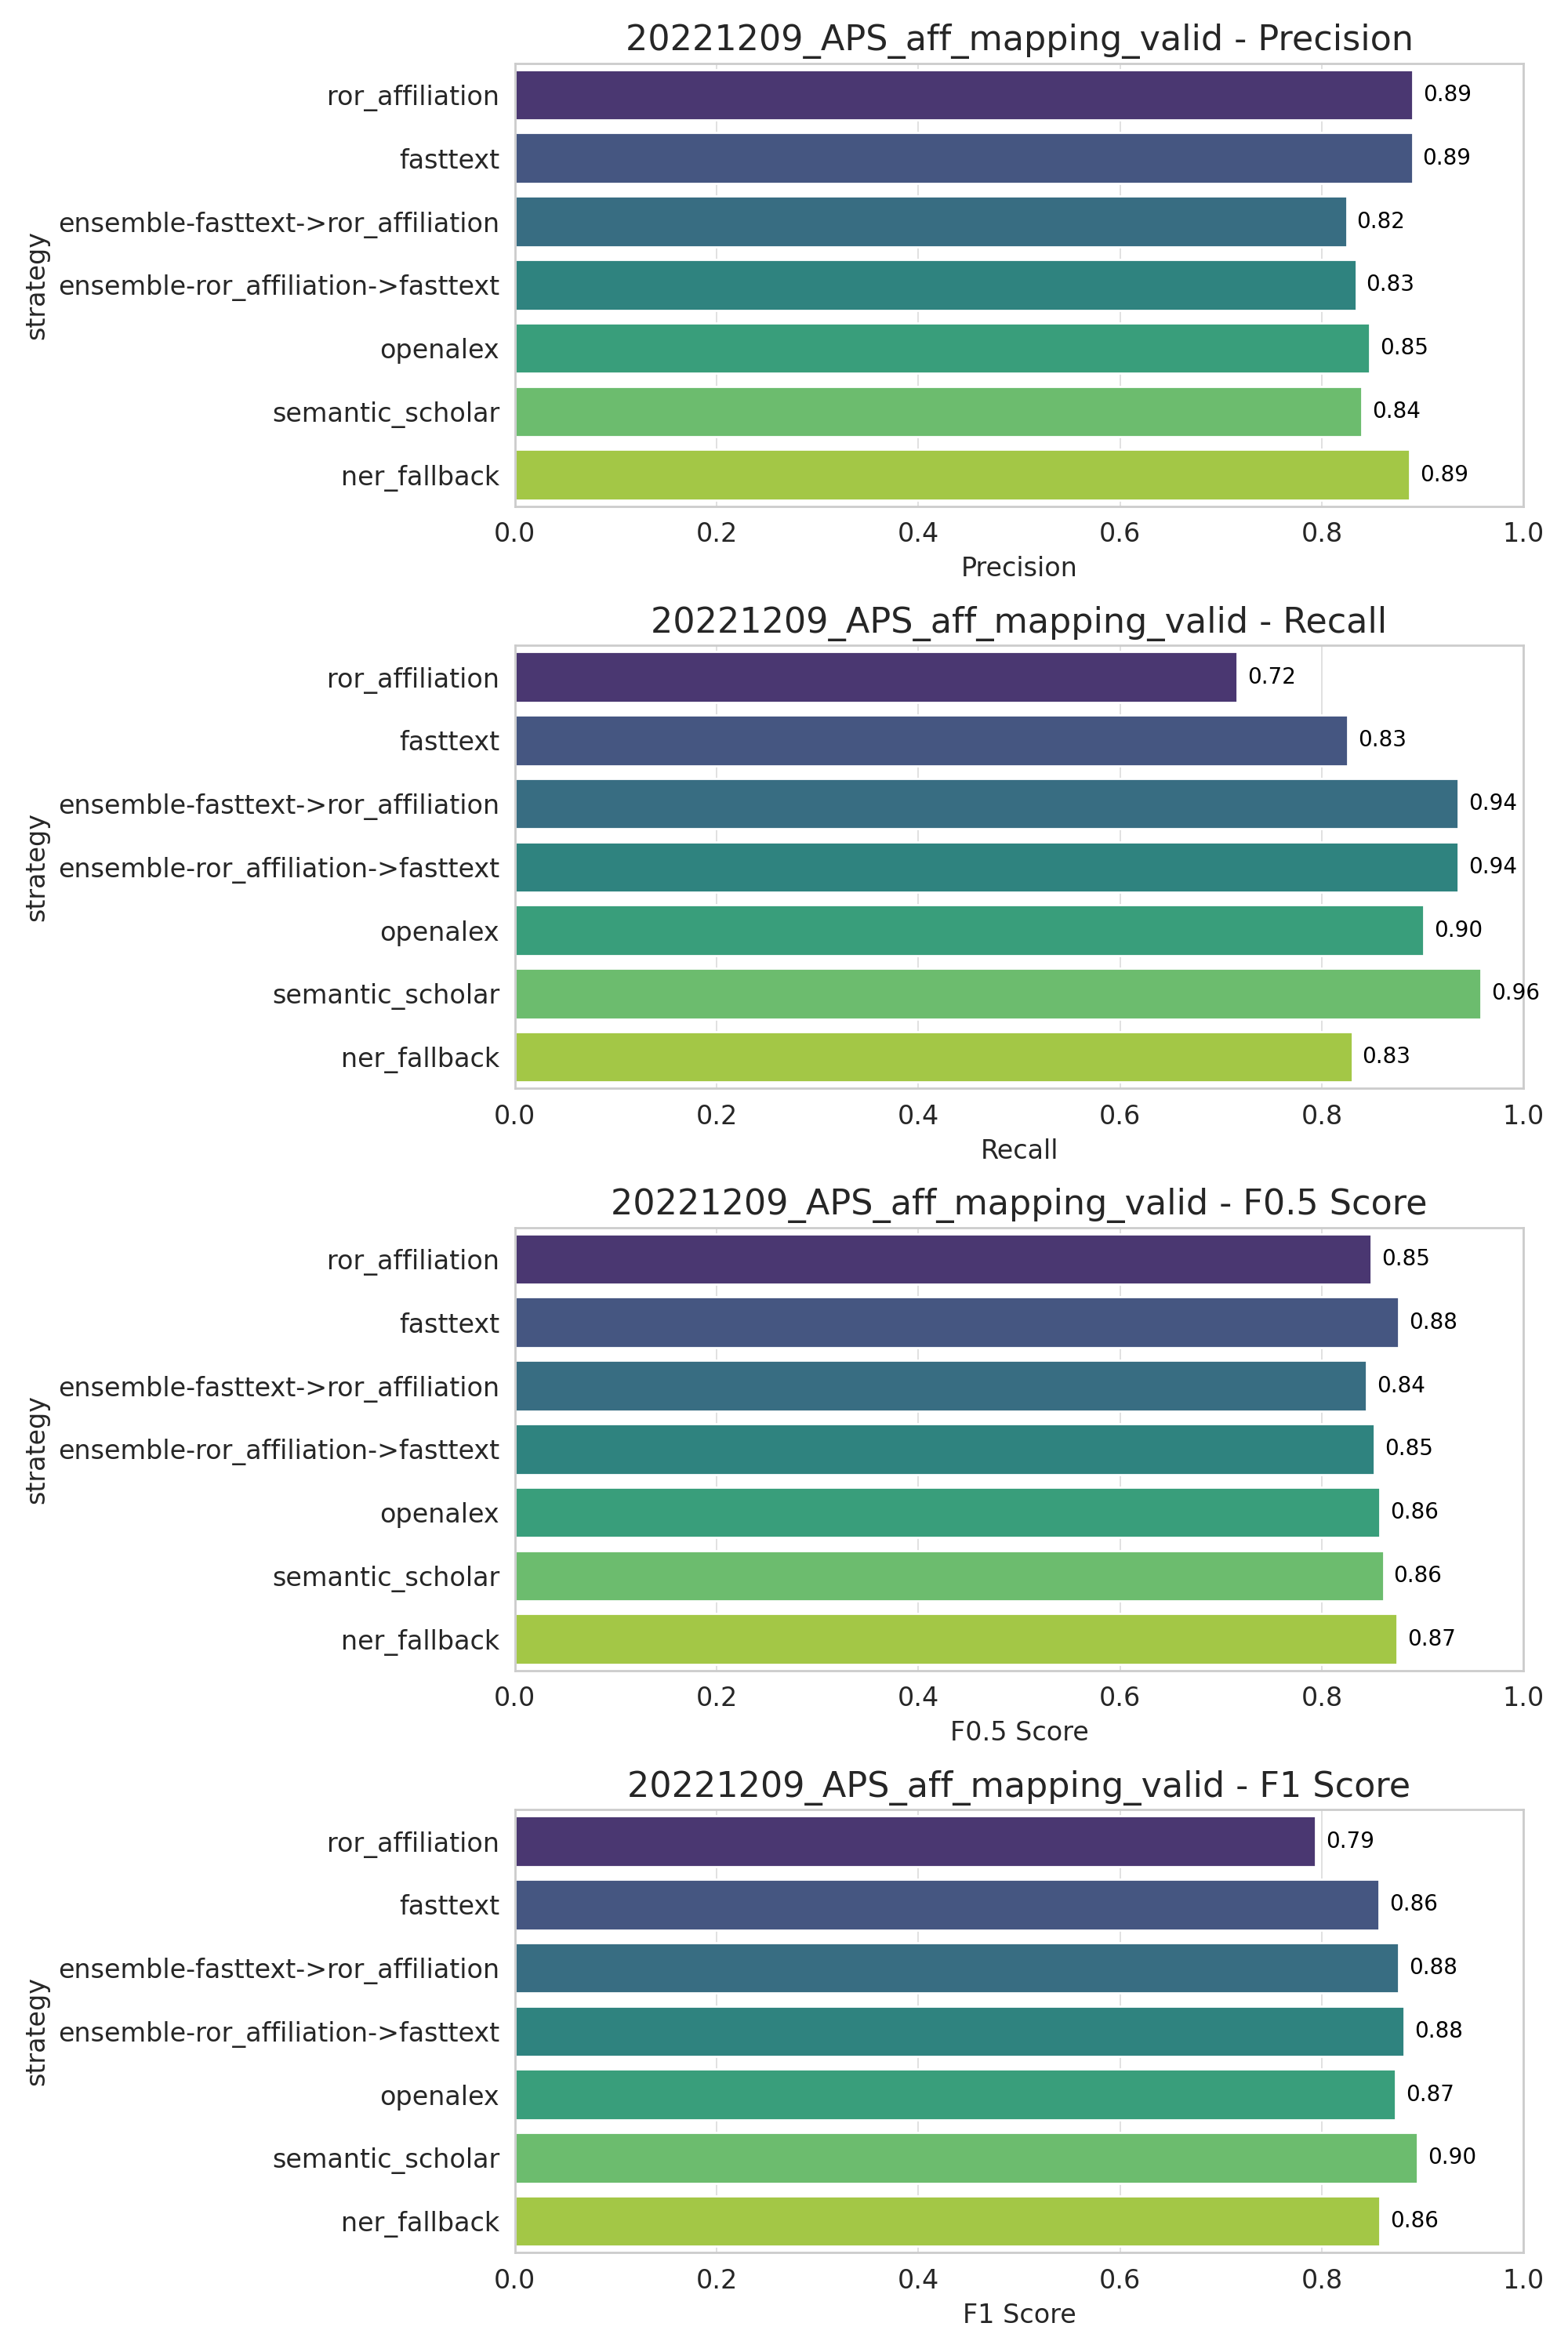 20221209_APS_aff_mapping_valid - Precision
strategy
ror_affiliation 0.89
fasttext 0.89
ensemble-fasttext->ror_affiliation 0.82
ensemble-ror_affiliation->fasttext 0.83
openalex 0.85
semantic_scholar 0.84
ner_fallback 0.89
0.0 0.2 0.4 0.6 0.8 1.0
Precision
20221209_APS_aff_mapping_valid - Recall
strategy
ror_affiliation 0.72
fasttext 0.83
ensemble-fasttext->ror_affiliation 0.94
ensemble-ror_affiliation->fasttext 0.94
openalex 0.90
semantic_scholar 0.96
ner_fallback 0.83
0.0 0.2 0.4 0.6 0.8 1.0
Recall
20221209_APS_aff_mapping_valid - F0.5 Score
strategy
ror_affiliation 0.85
fasttext 0.88
ensemble-fasttext->ror_affiliation 0.84
ensemble-ror_affiliation->fasttext 0.85
openalex 0.86
semantic_scholar 0.86
ner_fallback 0.87
0.0 0.2 0.4 0.6 0.8 1.0
F0.5 Score
20221209_APS_aff_mapping_valid - F1 Score
strategy
ror_affiliation 0.79
fasttext 0.86
ensemble-fasttext->ror_affiliation 0.88
ensemble-ror_affiliation->fasttext 0.88
openalex 0.87
semantic_scholar 0.90
ner_fallback 0.86
0.0 0.2 0.4 0.6 0.8 1.0
F1 Score